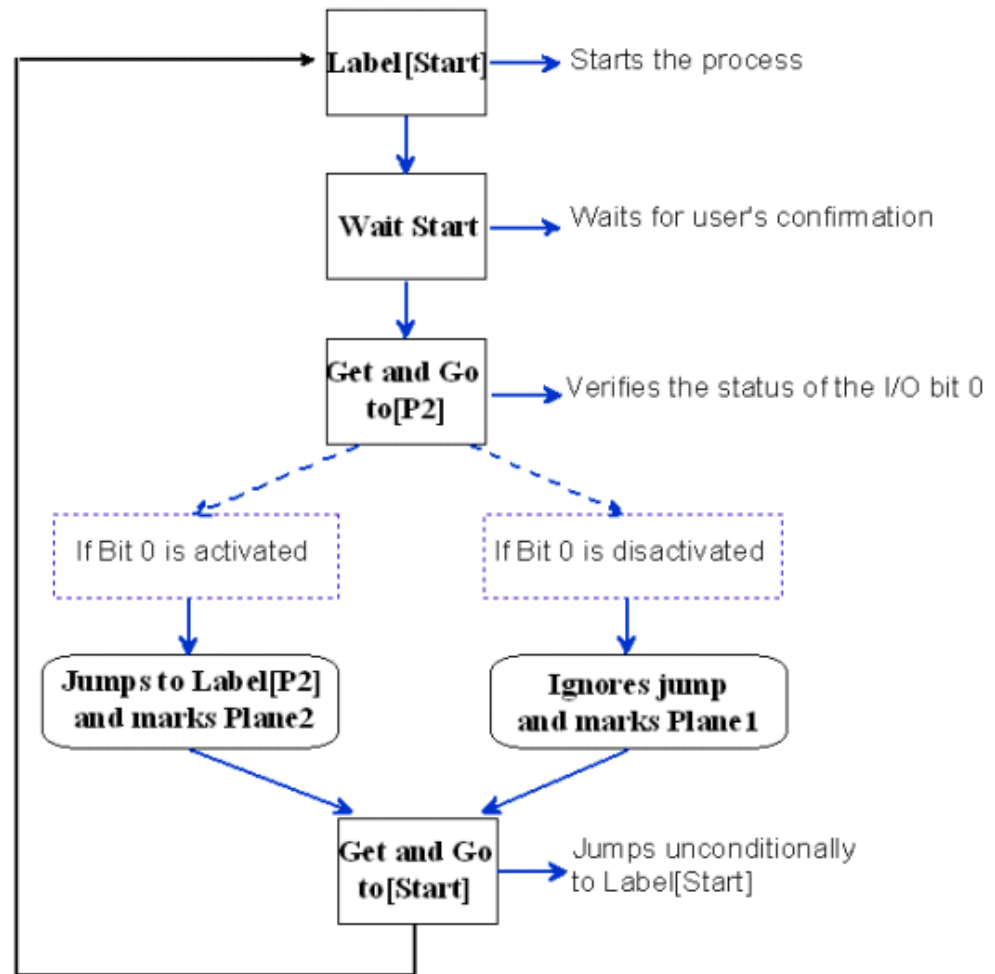 Label[Start]
Starts the process
Wait Start
Waits for user's confirmation
Get and Go
to[P2]
Verifies the status of the I/O bit 0
If Bit 0 is activated
If Bit 0 is disactivated
Jumps to Label[P2]
and marks Plane2
Ignores jump
and marks Plane1
Get and Go
to[Start]
Jumps unconditionally
to Label[Start]